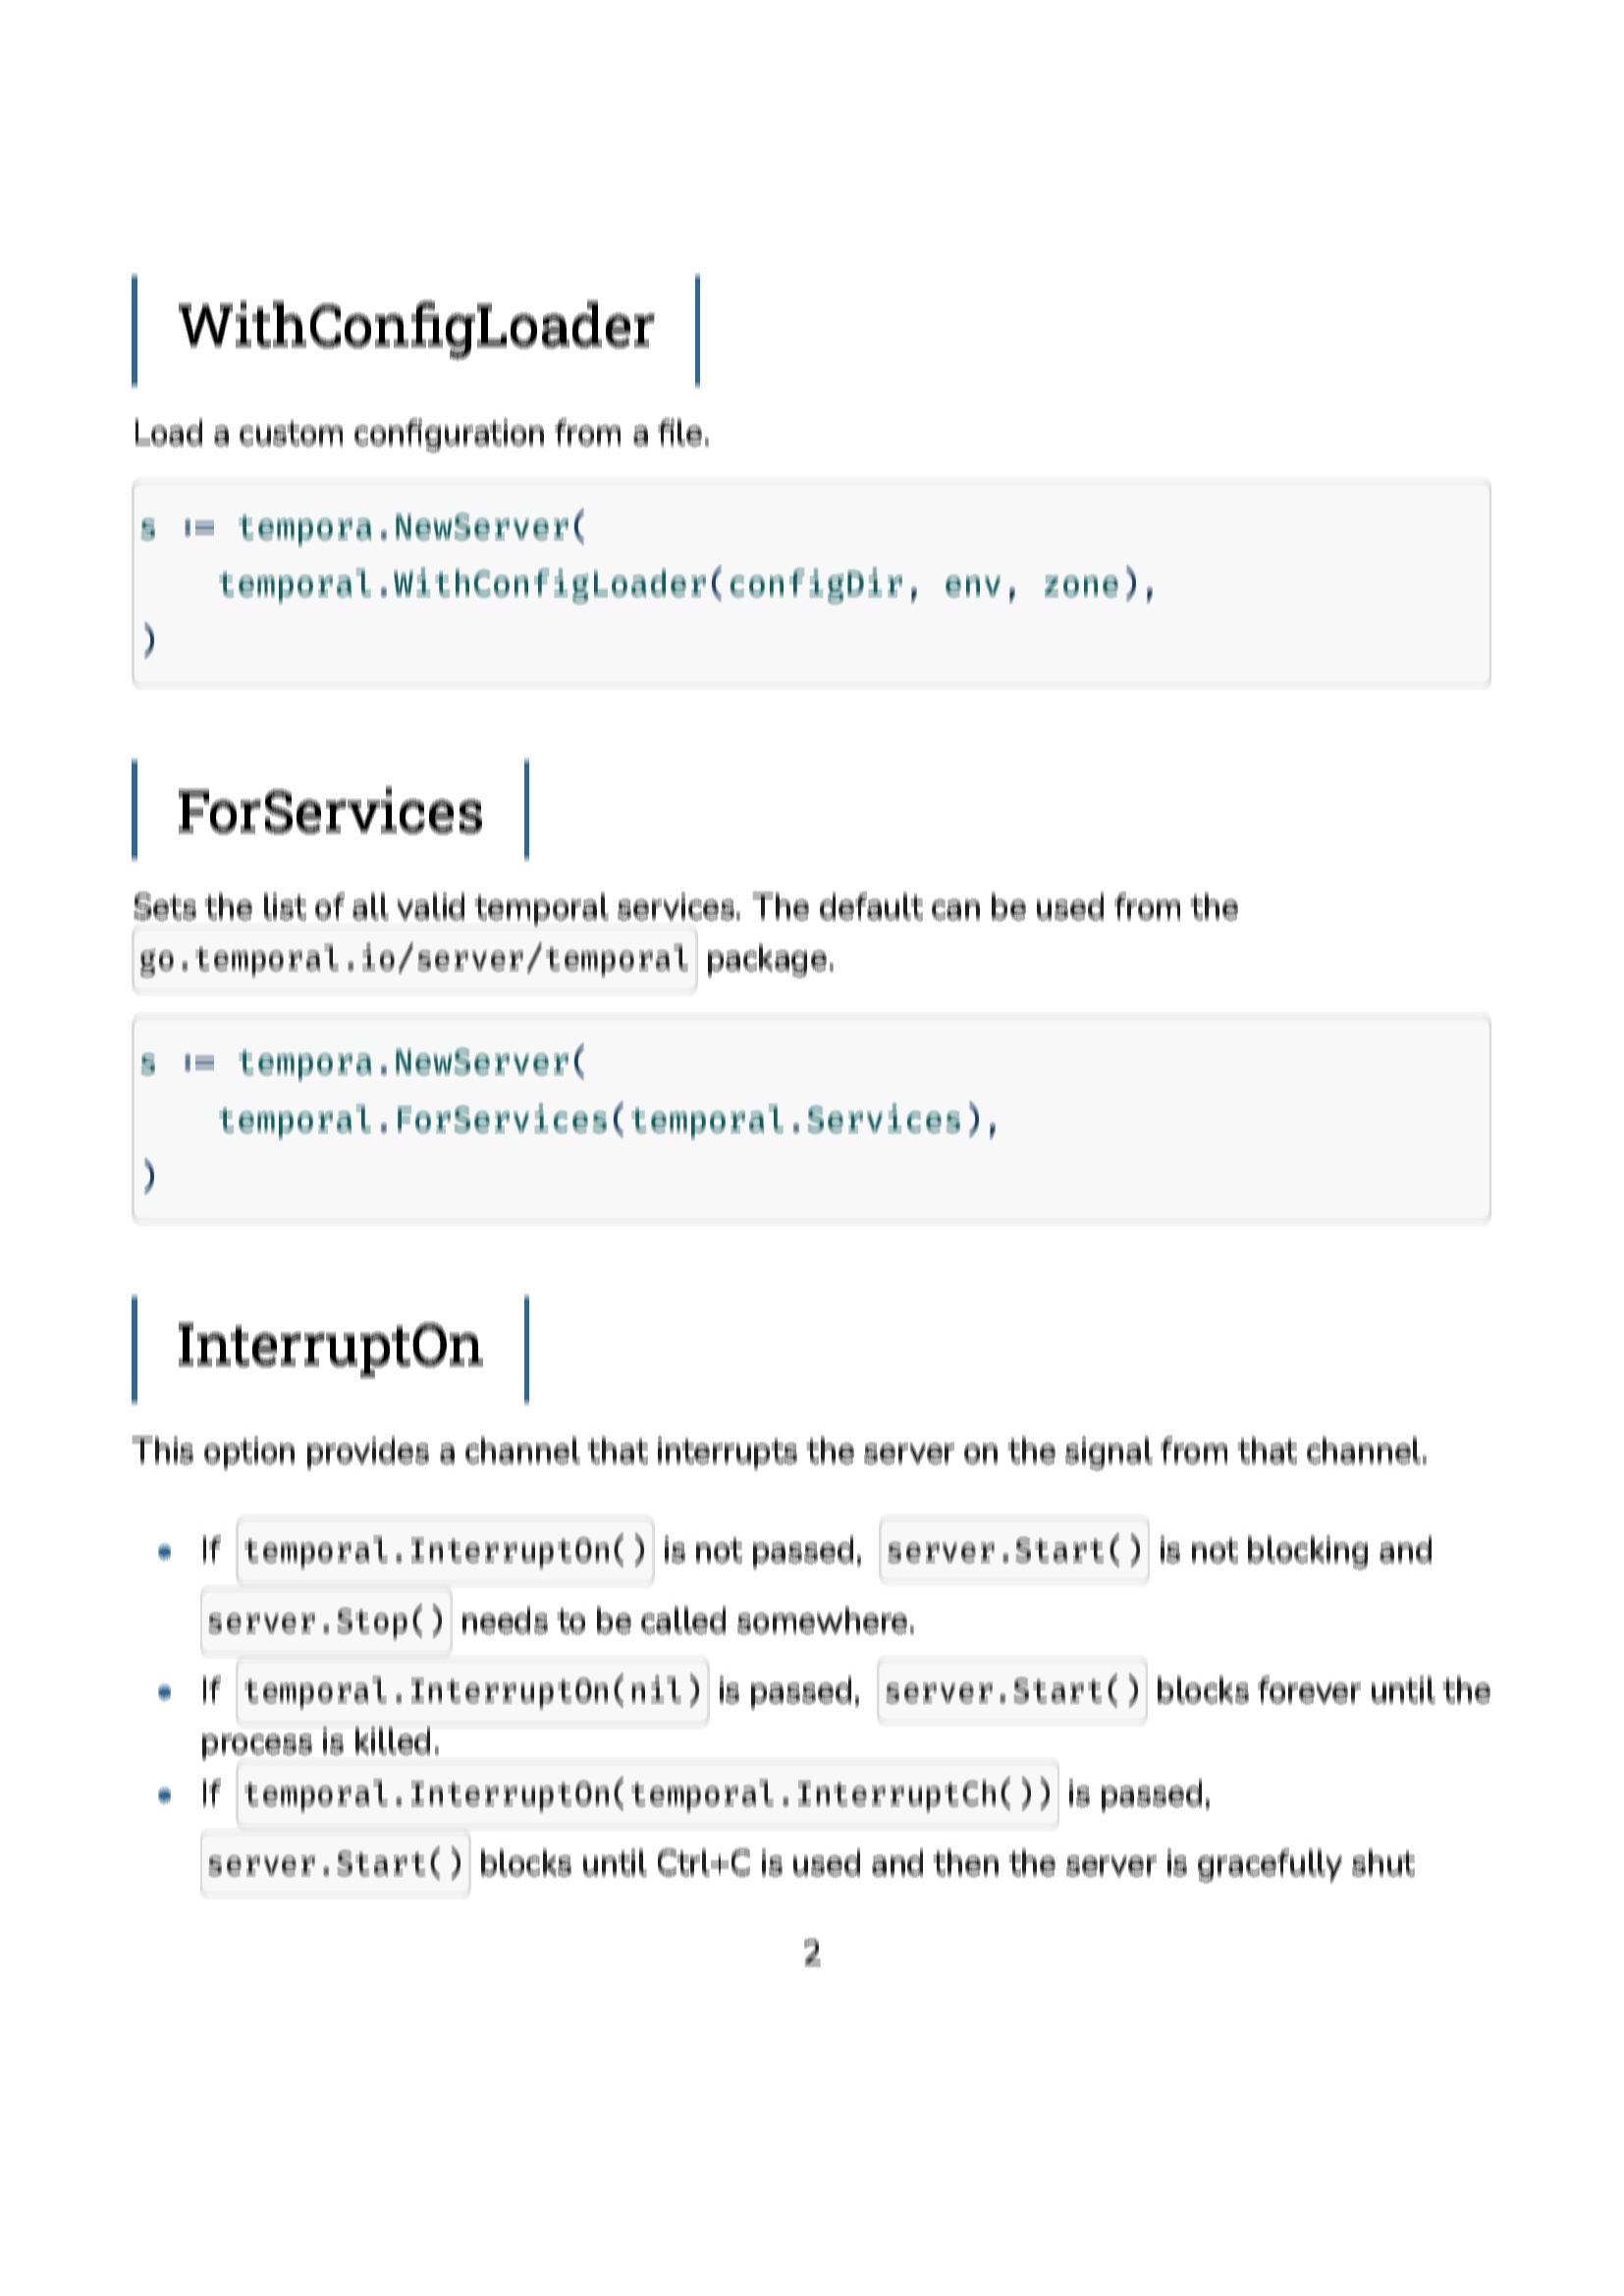 WithConfigLoader
Load a custom configuration from a file.
s := tempora.NewServer(
    temporal.WithConfigLoader(configDir, env, zone),
)
ForServices
Sets the list of all valid temporal services. The default can be used from the
go.temporal.io/server/temporal package.
s := tempora.NewServer(
    temporal.ForServices(temporal.Services),
)
InterruptOn
This option provides a channel that interrupts the server on the signal from that channel.
• If temporal.InterruptOn() is not passed, server.Start() is not blocking and
server.Stop() needs to be called somewhere.
• If temporal.InterruptOn(nil) is passed, server.Start() blocks forever until the
process is killed.
• If temporal.InterruptOn(temporal.InterruptCh()) is passed,
server.Start() blocks until Ctrl+C is used and then the server is gracefully shut
2